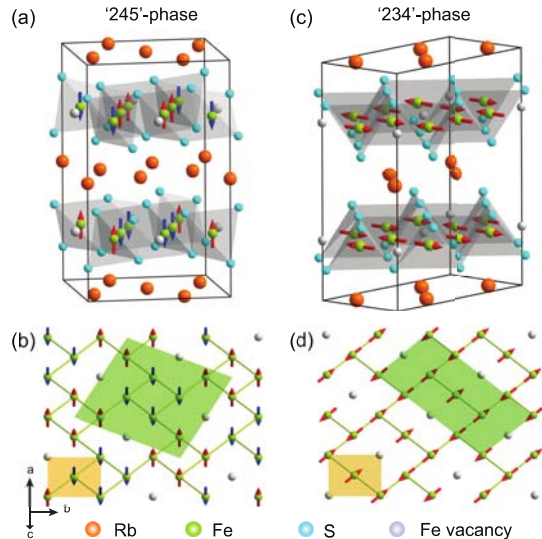 (a) '245'-phase
(c) '234'-phase
(b)
(d)
a
b
c
Rb Fe S Fe vacancy